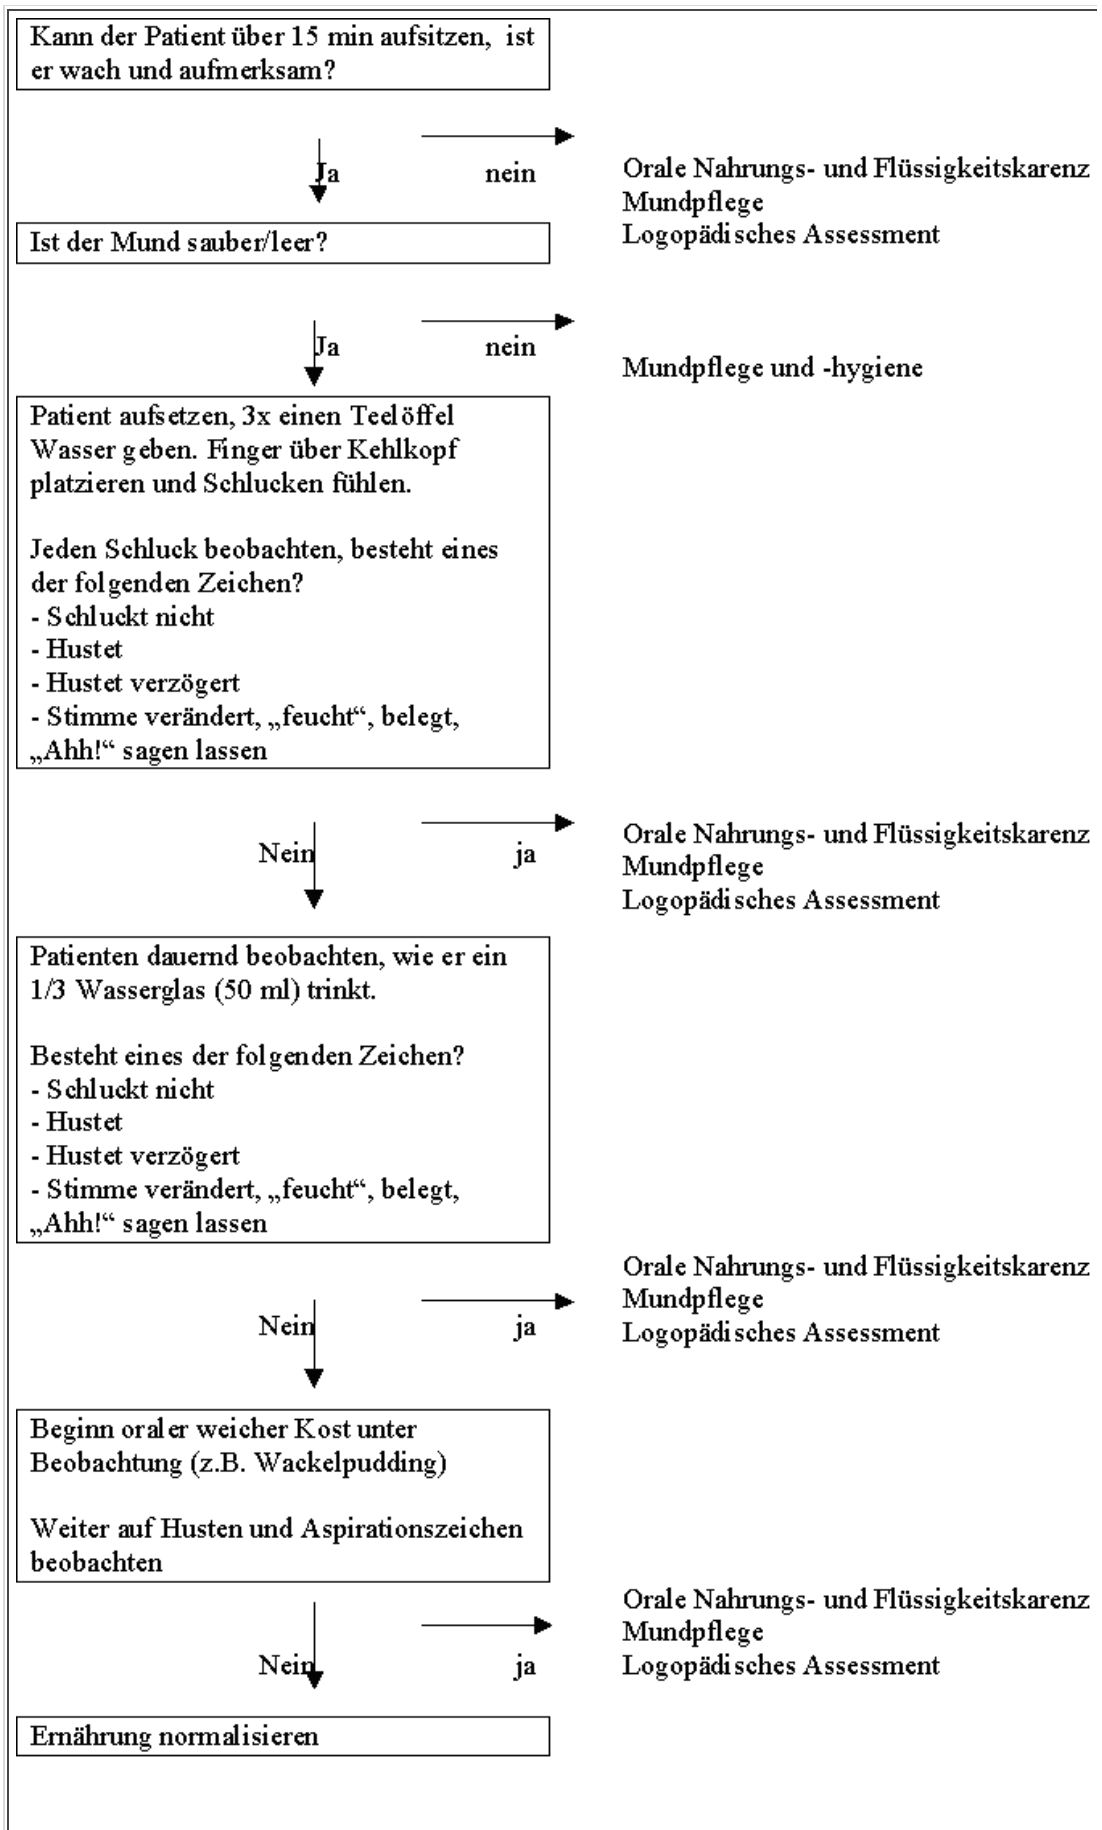 Kann der Patient über 15 min aufsitzen, ist
er wach und aufmerksam?
Ja
nein
Orale Nahrungs- und Flüssigkeitskarenz
Mundpflege
Logopädisches Assessment
Ist der Mund sauber/leer?
Ja
nein
Mundpflege und -hygiene
Patient aufsetzen, 3x einen Teelöffel
Wasser geben. Finger über Kehlkopf
platzieren und Schlucken fühlen.
Jeden Schluck beobachten, besteht eines
der folgenden Zeichen?
- Schluckt nicht
- Hustet
- Hustet verzögert
- Stimme verändert, „feucht“, belegt,
„Ahh!“ sagen lassen
Nein
ja
Orale Nahrungs- und Flüssigkeitskarenz
Mundpflege
Logopädisches Assessment
Patienten dauernd beobachten, wie er ein
1/3 Wasserglas (50 ml) trinkt.
Besteht eines der folgenden Zeichen?
- Schluckt nicht
- Hustet
- Hustet verzögert
- Stimme verändert, „feucht“, belegt,
„Ahh!“ sagen lassen
Nein
ja
Orale Nahrungs- und Flüssigkeitskarenz
Mundpflege
Logopädisches Assessment
Beginn oraler weicher Kost unter
Beobachtung (z.B. Wackelpudding)
Weiter auf Husten und Aspirationszeichen
beobachten
Nein
ja
Orale Nahrungs- und Flüssigkeitskarenz
Mundpflege
Logopädisches Assessment
Ernährung normalisieren